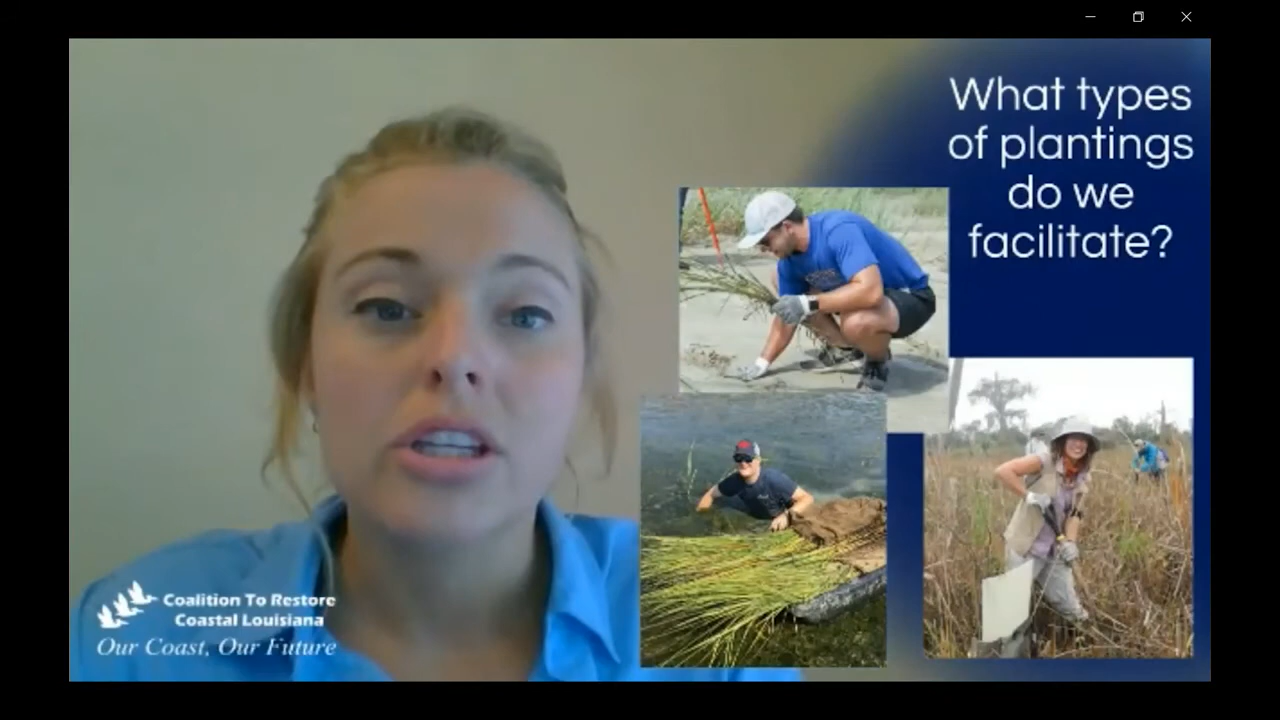 What types
of plantings
do we
facilitate?
Coalition To Restore
Coastal Louisiana
Our Coast, Our Future